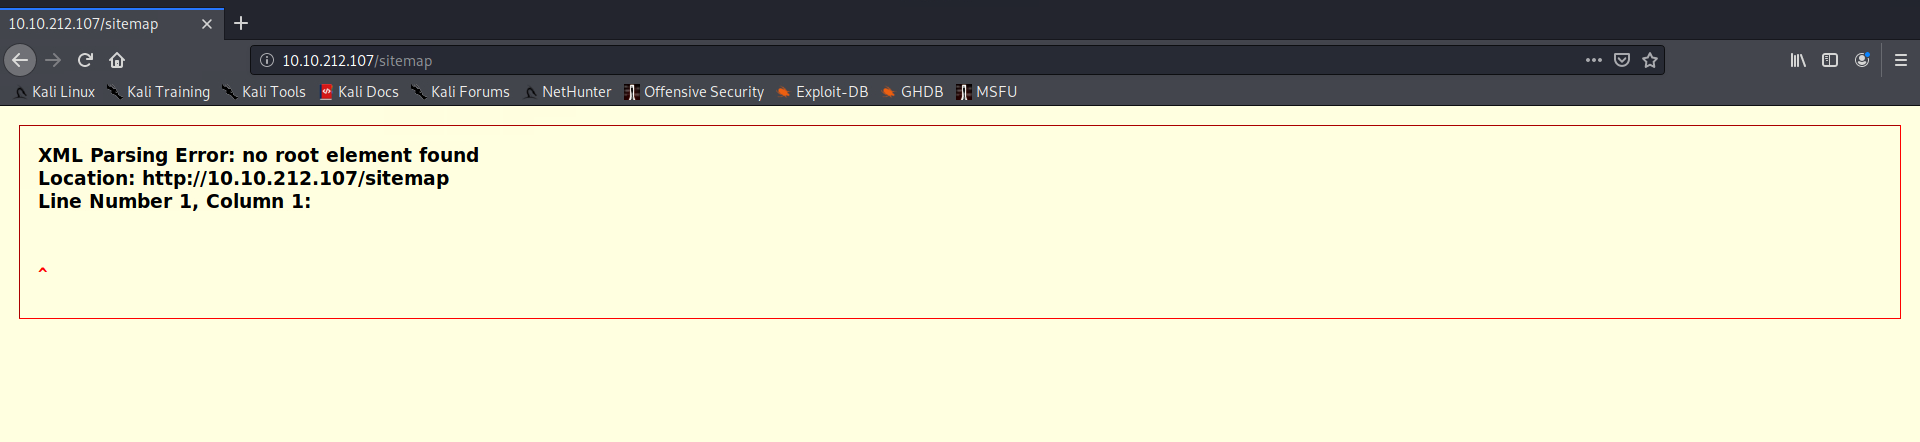 10.10.212.107/sitemap
10.10.212.107/sitemap
Kali Linux Kali Training Kali Tools Kali Docs Kali Forums NetHunter Offensive Security Exploit-DB GHDB MSFU
XML Parsing Error: no root element found
Location: http://10.10.212.107/sitemap
Line Number 1, Column 1:
^